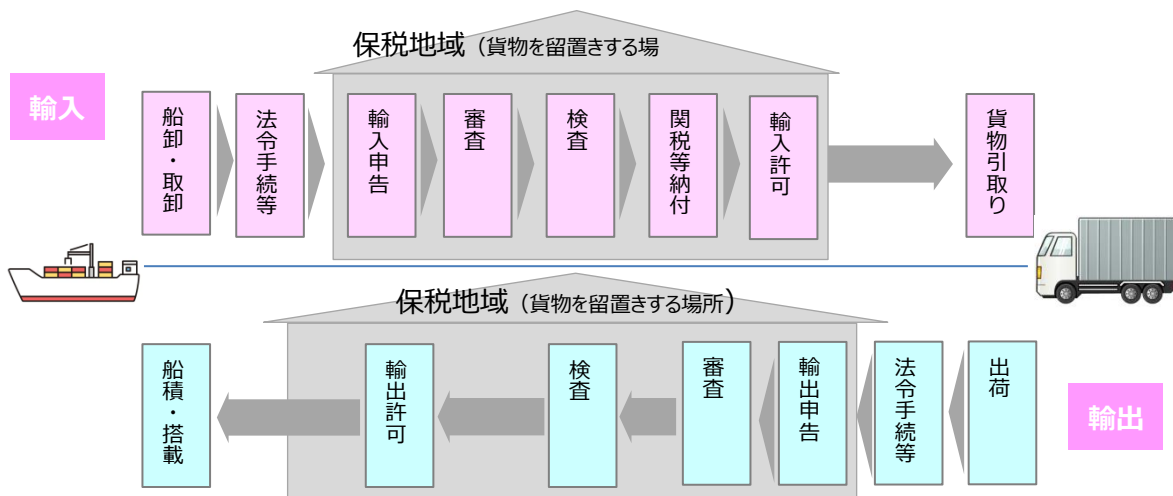 保税地域（貨物を留置きする場
輸入
船卸・取卸
法令手続等
輸入申告
審査
検査
関税等納付
輸入許可
貨物引取り
保税地域（貨物を留置きする場所）
船積・搭載
輸出許可
検査
審査
輸出申告
法令手続等
出荷
輸出